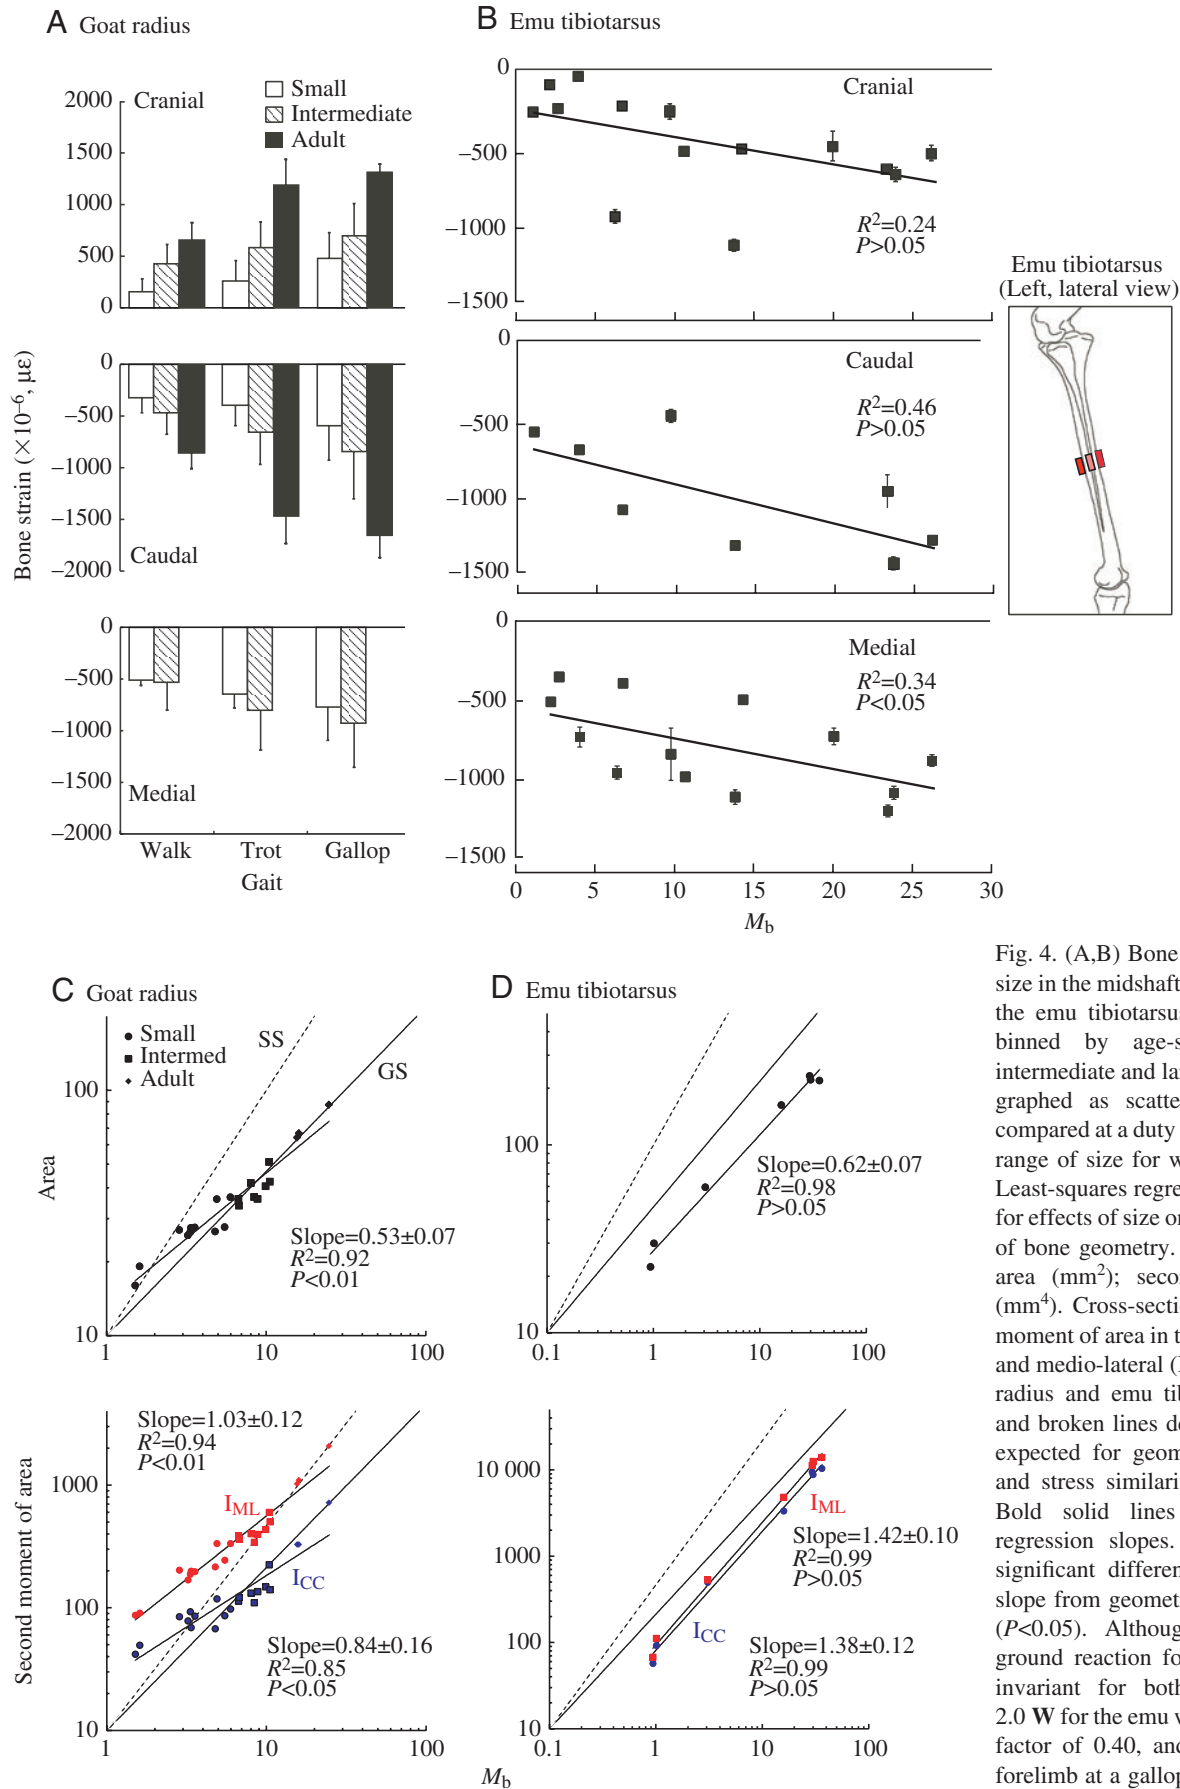 A Goat radius
Cranial
Small
Intermediate
Adult
2000
1500
1000
500
0
0
–500
–1000
–1500
–2000
Caudal
0
–500
–1000
–1500
–2000
Medial
Bone strain (×10–6, µε)
Walk Trot Gallop
Gait
B Emu tibiotarsus
0
–500
–1000
–1500
Cranial
R2=0.24
P>0.05
0
–500
–1000
–1500
Caudal
R2=0.46
P>0.05
0
–500
–1000
–1500
Medial
R2=0.34
P<0.05
0 5 10 15 20 25 30
Mb
Emu tibiotarsus
(Left, lateral view)
C Goat radius
Small
Intermed
Adult
SS
GS
100
10
Area
Slope=0.53±0.07
R2=0.92
P<0.01
1 10 100
D Emu tibiotarsus
100
10
Slope=0.62±0.07
R2=0.98
P>0.05
0.1 1 10 100
Slope=1.03±0.12
R2=0.94
P<0.01
1000
100
10
Second moment of area
IML
ICC
Slope=0.84±0.16
R2=0.85
P<0.05
1 10 100
10 000
1000
100
10
IML
Slope=1.42±0.10
R2=0.99
P>0.05
ICC
Slope=1.38±0.12
R2=0.99
P>0.05
0.1 1 10 100
Mb
Fig. 4. (A,B) Bone
size in the midshaft
the emu tibiotarsus
binned by age-s
intermediate and lar
graphed as scatte
compared at a duty
range of size for w
Least-squares regre
for effects of size or
of bone geometry.
area (mm2); seco
(mm4). Cross-sectio
moment of area in t
and medio-lateral (
radius and emu tib
and broken lines de
expected for geom
and stress similari
Bold solid lines
regression slopes.
significant differen
slope from geomet
(P<0.05). Althoug
ground reaction fo
invariant for both
2.0 W for the emu v
factor of 0.40, and
forelimb at a gallop